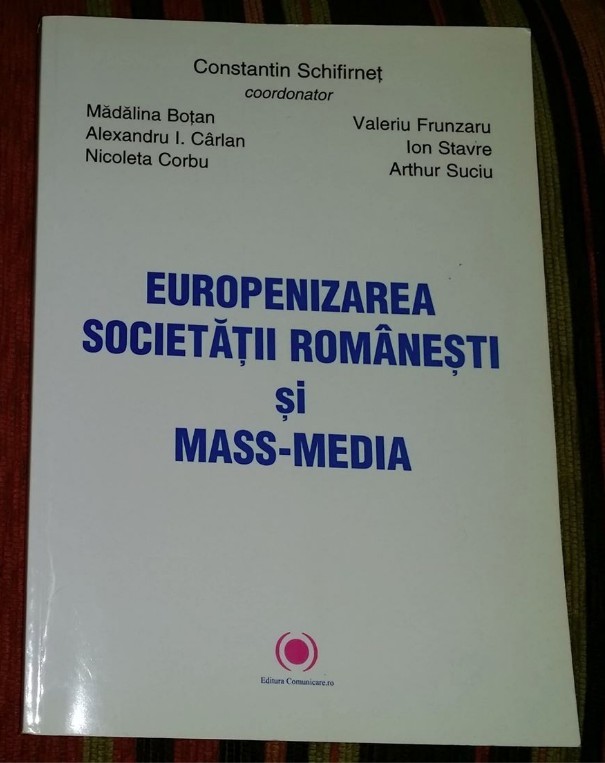 Constantin Schifirneț
coordonator
Mădălina Boțan
Alexandru I. Cârlan
Nicoleta Corbu
Valeriu Frunzaru
Ion Stavre
Arthur Suciu
EUROPENIZAREA
SOCIETĂȚII ROMÂNEȘTI
și
MASS-MEDIA
Editura Comunicare.ro